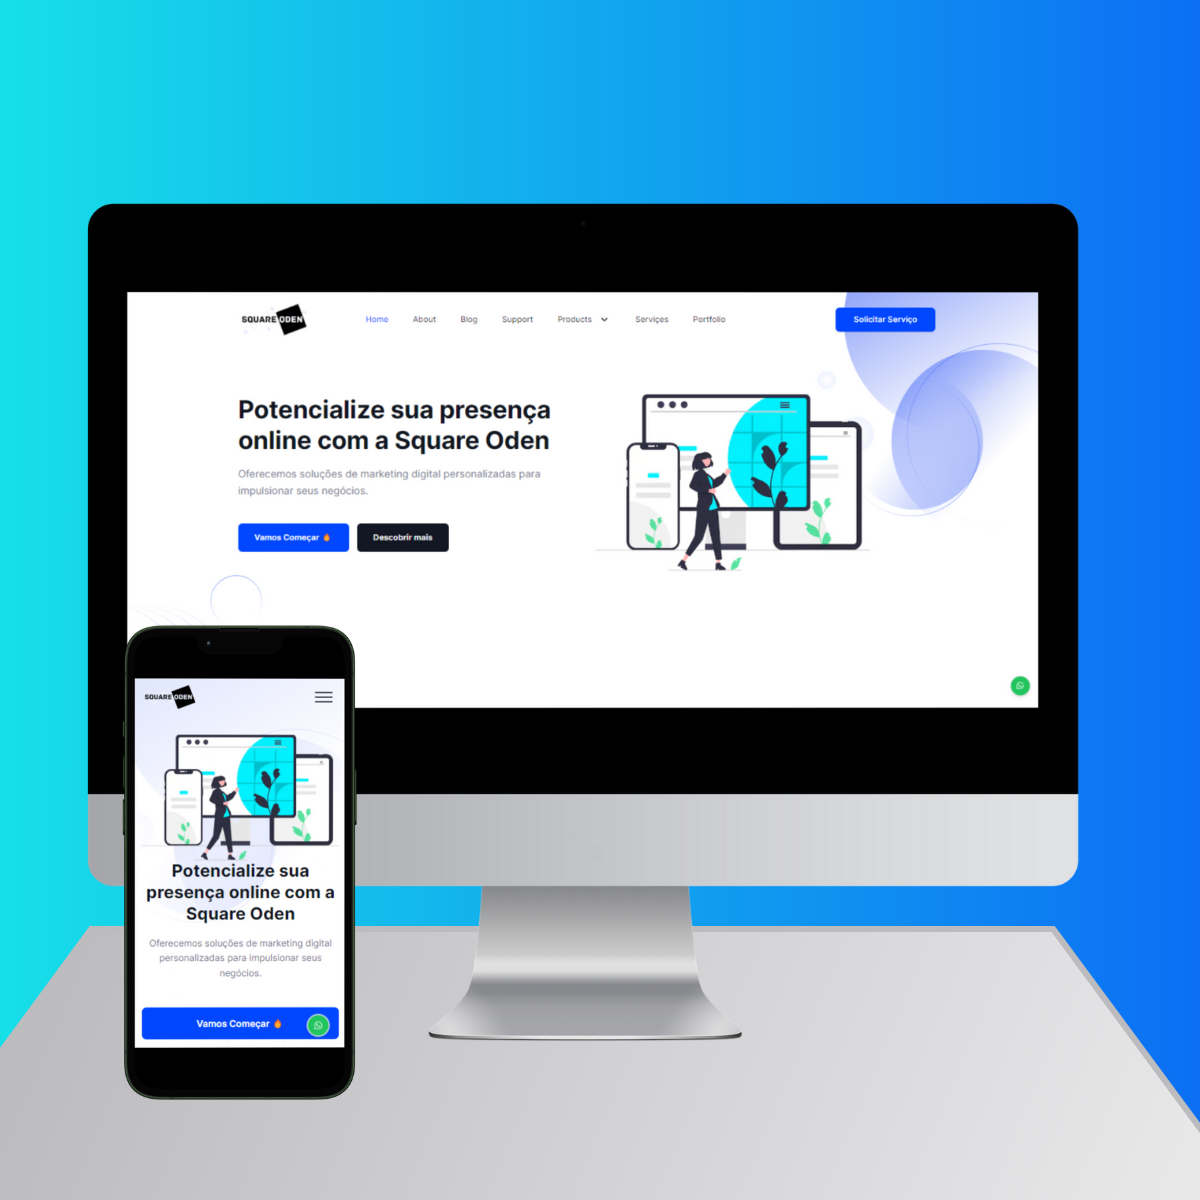 SQUARE ODEN
Home
About
Blog
Support
Products
Serviços
Portfolio
Solicitar Serviço
Potencialize sua presença
online com a Square Oden
Oferecemos soluções de marketing digital personalizadas para
impulsionar seus negócios.
Vamos Começar 🔥
Descobrir mais
SQUARE ODEN
Potencialize sua
presença online com a
Square Oden
Oferecemos soluções de marketing digital
personalizadas para impulsionar seus
negócios.
Vamos Começar 🔥